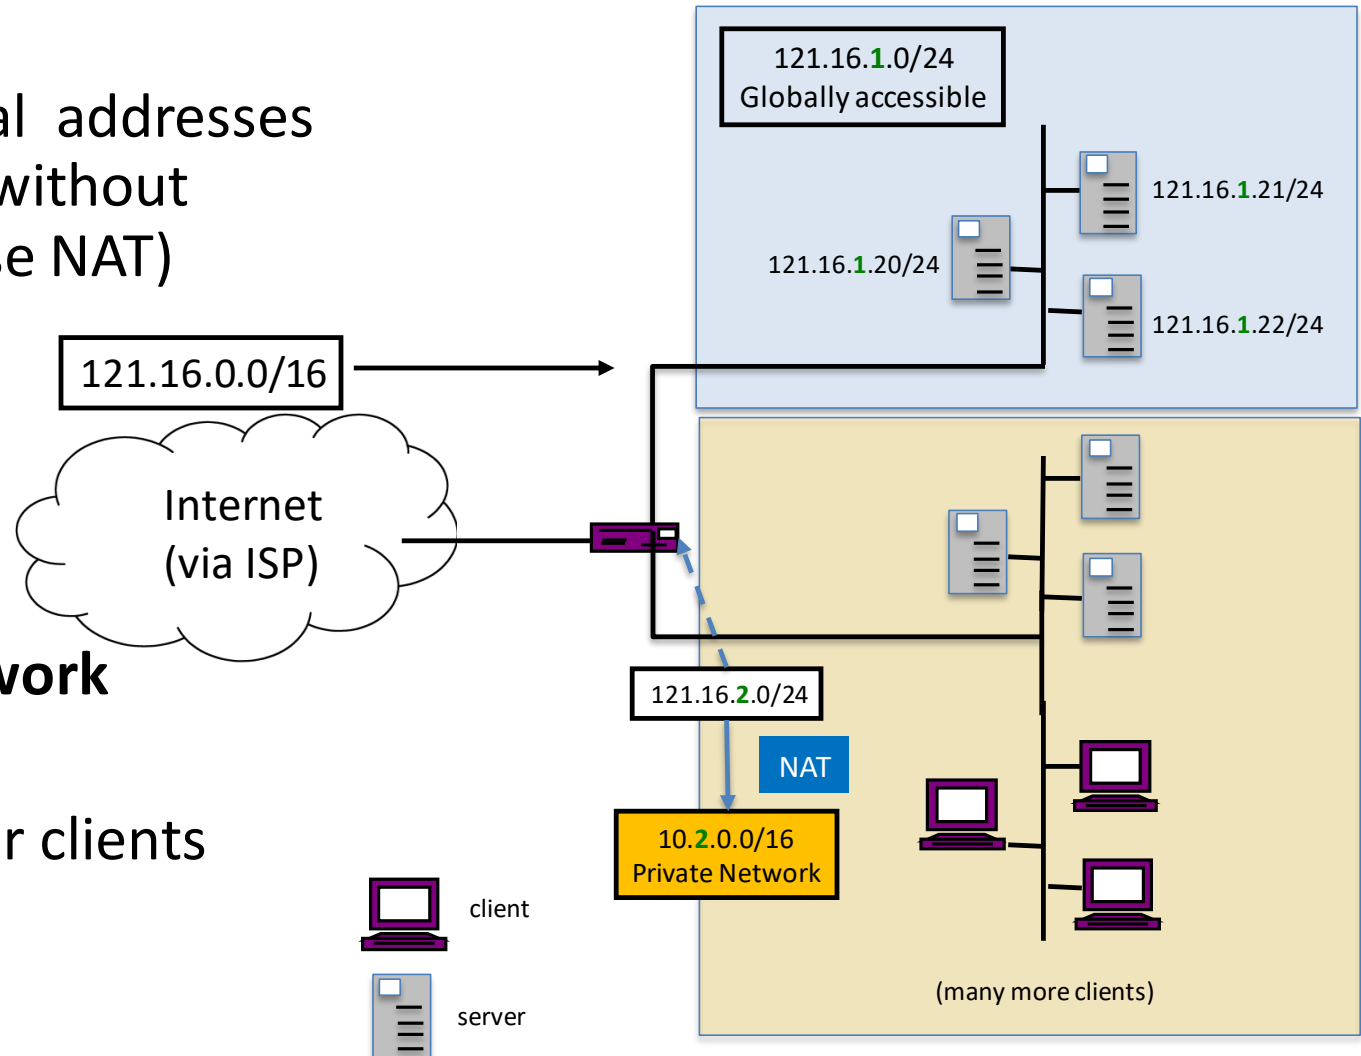 al addresses
without
se NAT)
121.16.0.0/16
Internet
(via ISP)
work
r clients
client
server
121.16.1.0/24
Globally accessible
121.16.1.21/24
121.16.1.20/24
121.16.1.22/24
121.16.2.0/24
NAT
10.2.0.0/16
Private Network
(many more clients)